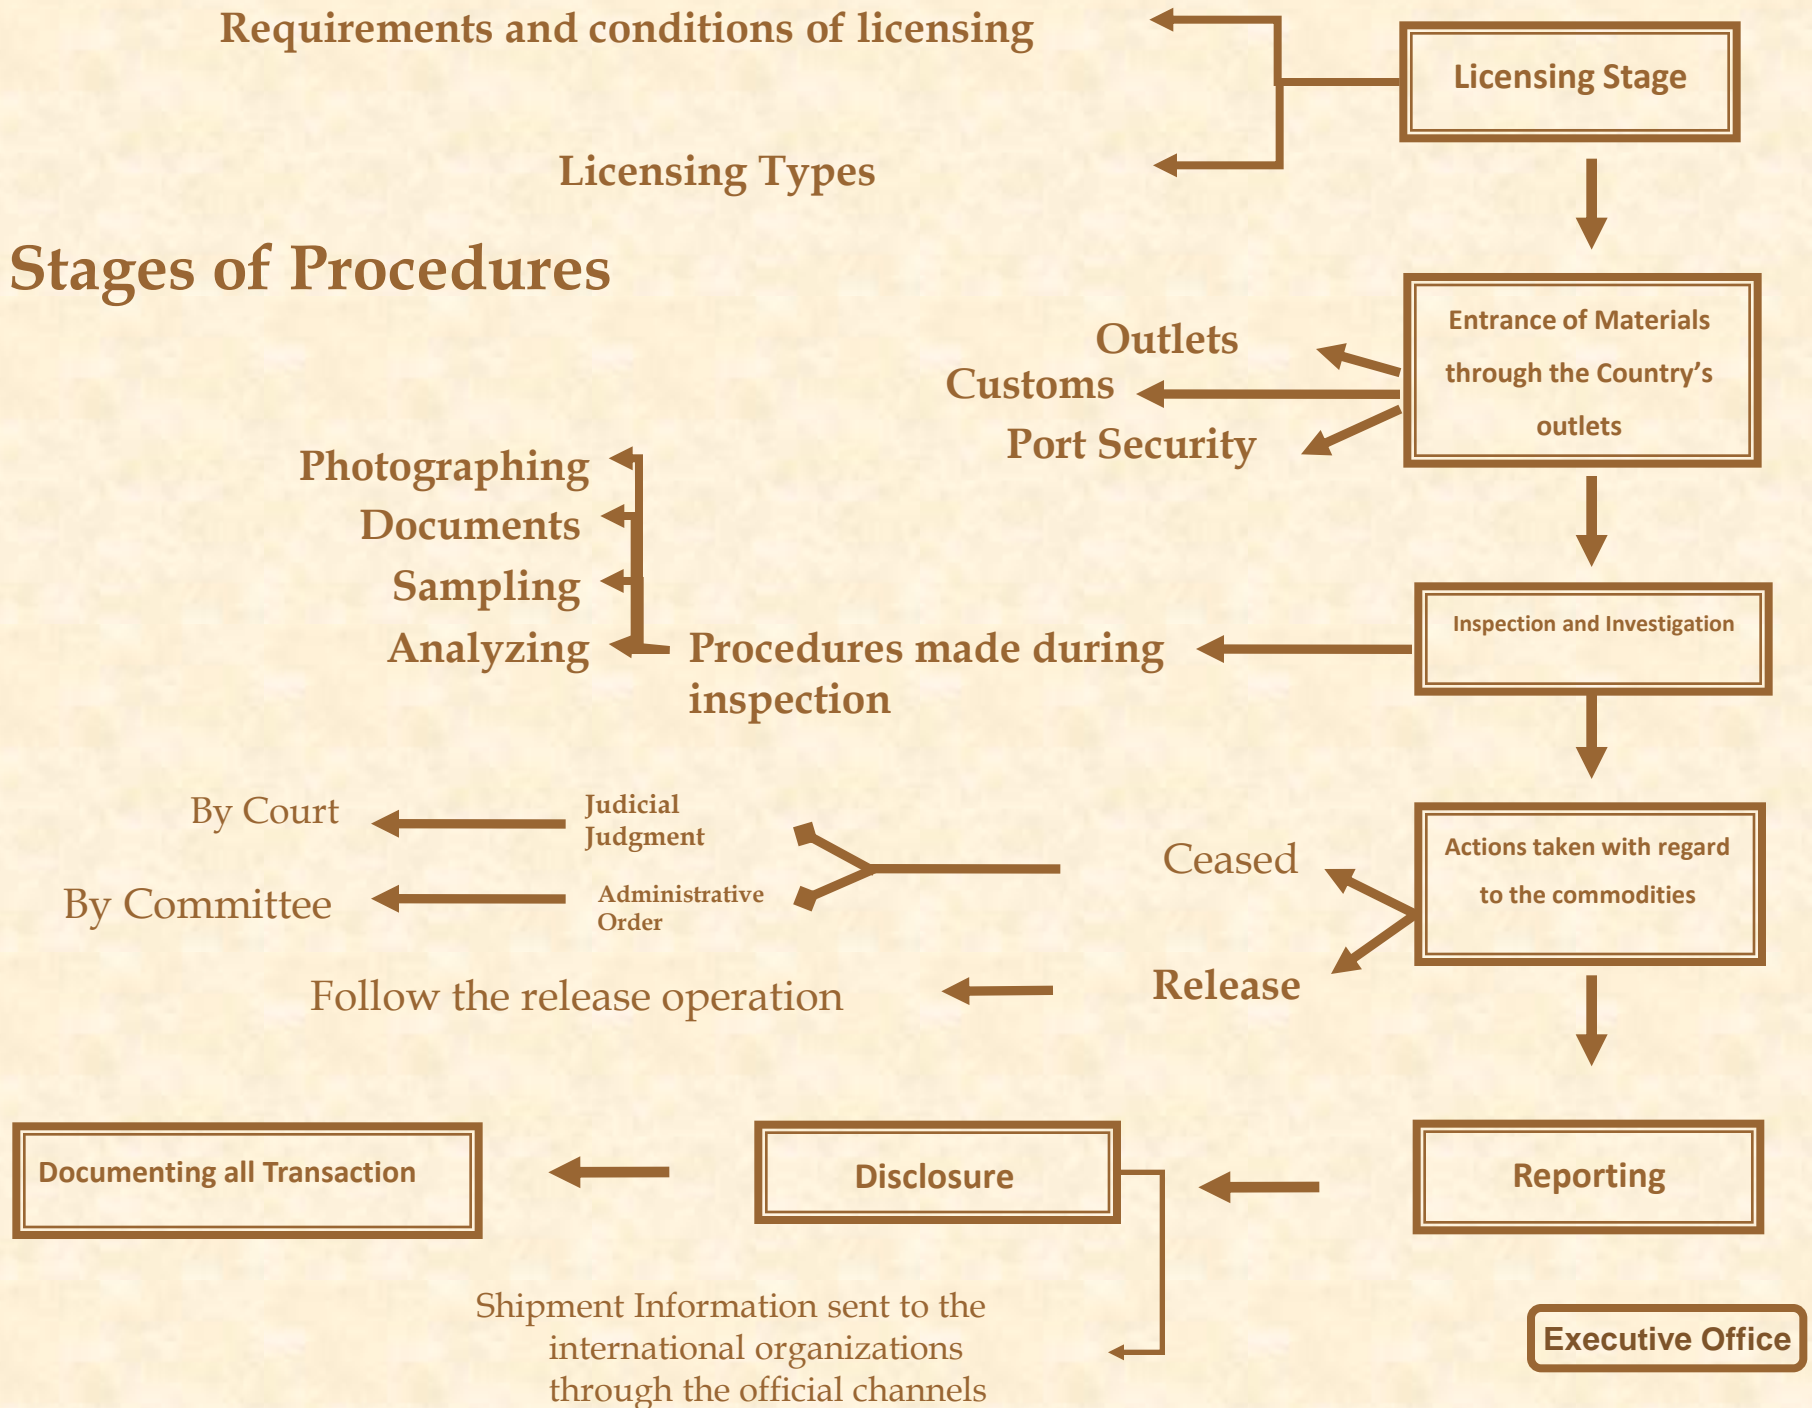 Requirements and conditions of licensing
Licensing Stage
Licensing Types
Stages of Procedures
Entrance of Materials
through the Country’s
outlets
Outlets
Customs
Port Security
Photographing
Documents
Sampling
Analyzing
Procedures made during
inspection
Inspection and Investigation
By Court
Judicial
Judgment
By Committee
Administrative
Order
Ceased
Actions taken with regard
to the commodities
Follow the release operation
Release
Documenting all Transaction
Disclosure
Reporting
Shipment Information sent to the
international organizations
through the official channels
Executive Office